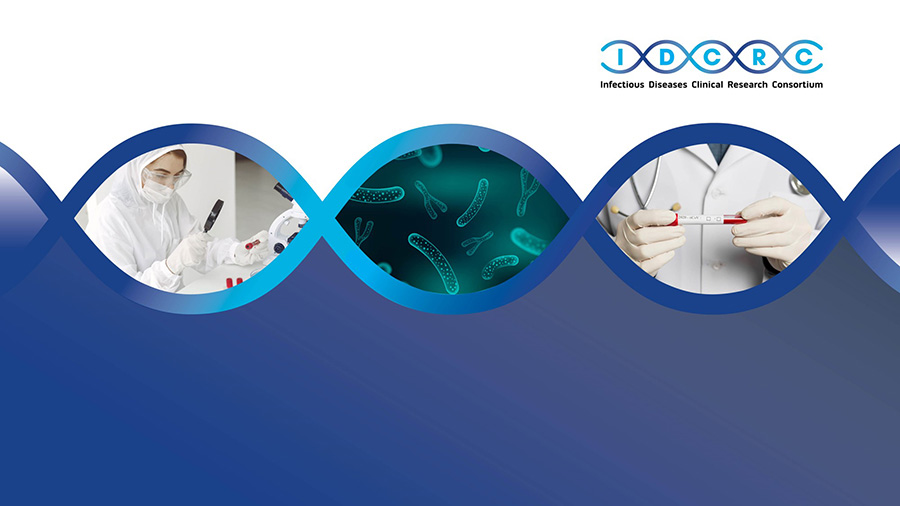 IDCRC
Infectious Diseases Clinical Research Consortium